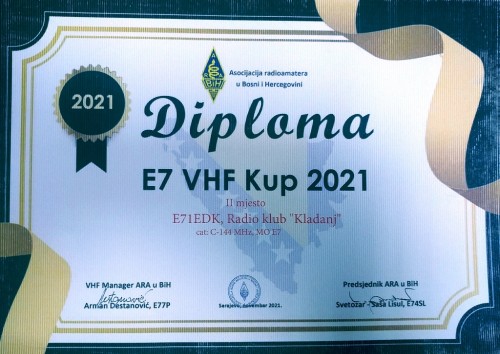 Asocijacija radioamatera
u Bosni i Hercegovini
2021
Diploma
E7 VHF Kup 2021
II mjesto
E71EDK, Radio klub "Kladanj"
cat: C-144 MHz, MO E7
VHF Manager ARA u BiH
Arman Destanović, E77P
Sarajevo, novembar 2021.
Predsjednik ARA u BiH
Svetozar - Saša Lisul, E74SL